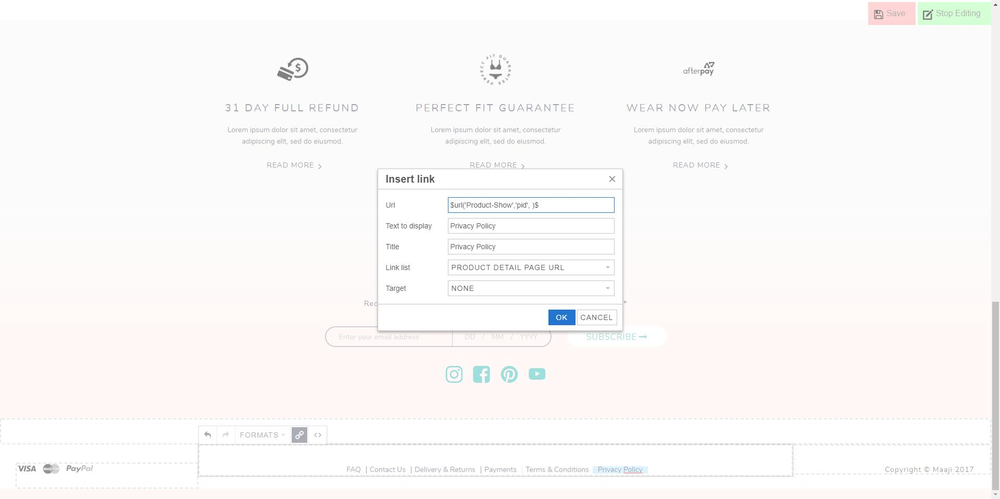 Save
Stop Editing
PERFECT FIT GUARANTEE
afterpay
31 DAY FULL REFUND
PERFECT FIT GUARANTEE
WEAR NOW PAY LATER
Lorem ipsum dolor sit amet, consectetur
adipiscing elit, sed do eiusmod.
Lorem ipsum dolor sit amet, consectetur
adipiscing elit, sed do eiusmod.
Lorem ipsum dolor sit amet, consectetur
adipiscing elit, sed do eiusmod.
READ MORE
READ MORE
READ MORE
Insert link
Url
$url('Product-Show','pid', )$
Text to display
Privacy Policy
Title
Privacy Policy
Link list
PRODUCT DETAIL PAGE URL
Target
NONE
Rec
*
OK
CANCEL
Enter your email address
DD / MM / YYYY
SUBSCRIBE
FORMATS
VISA MasterCard PayPal
FAQ | Contact Us | Delivery & Returns | Payments | Terms & Conditions Privacy Policy
Copyright © Maaji 2017